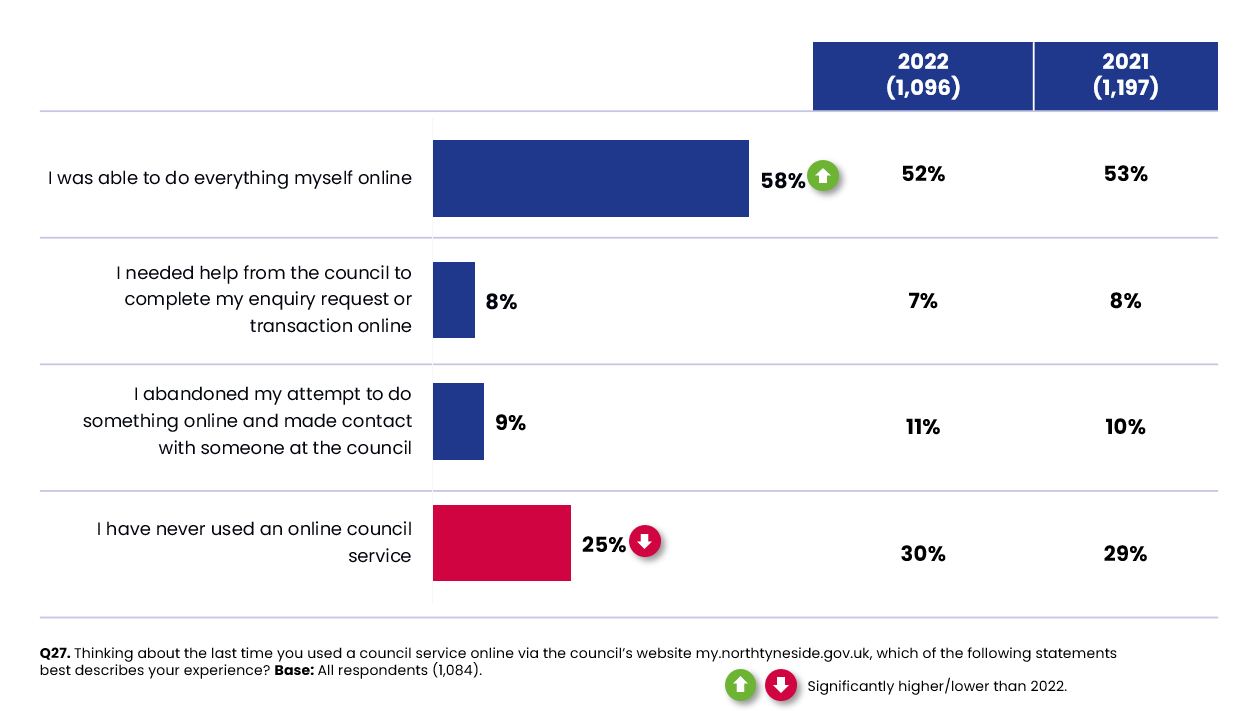 2022
(1,096)
2021
(1,197)
I was able to do everything myself online
58%
52%
53%
I needed help from the council to
complete my enquiry request or
transaction online
8%
7%
8%
I abandoned my attempt to do
something online and made contact
with someone at the council
9%
11%
10%
I have never used an online council
service
25%
30%
29%
Q27. Thinking about the last time you used a council service online via the council’s website my.northtyneside.gov.uk, which of the following statements
best describes your experience? Base: All respondents (1,084).
Significantly higher/lower than 2022.